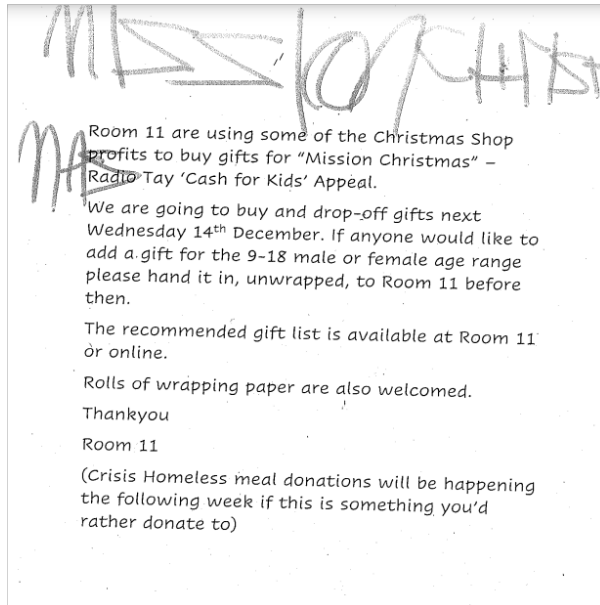 MISSION
MAS
Room 11 are using some of the Christmas Shop
profits to buy gifts for “Mission Christmas” –
Radio Tay ‘Cash for Kids’ Appeal.
We are going to buy and drop-off gifts next
Wednesday 14th December. If anyone would like to
add a gift for the 9-18 male or female age range
please hand it in, unwrapped, to Room 11 before
then.
The recommended gift list is available at Room 11
or online.
Rolls of wrapping paper are also welcomed.
Thankyou
Room 11
(Crisis Homeless meal donations will be happening
the following week if this is something you’d
rather donate to)